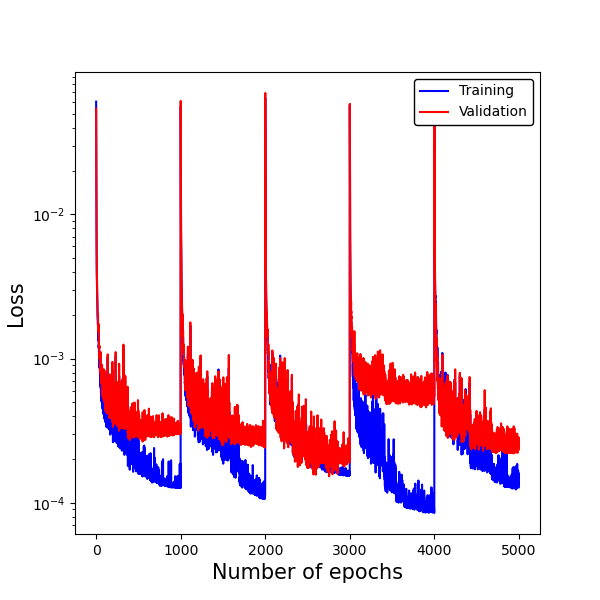 Training
Validation
Loss
10⁻²
10⁻³
10⁻⁴
0 1000 2000 3000 4000 5000
Number of epochs